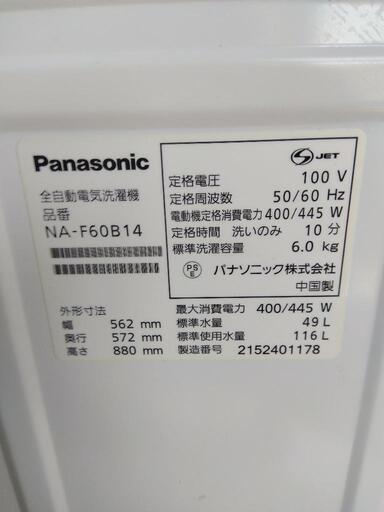 Panasonic
全自動電気洗濯機
品番
NA-F60B14
外形寸法
幅 562 mm
奥行 572 mm
高さ 880 mm
S JET
定格電圧 100 V
定格周波数 50/60 Hz
電動機定格消費電力 400/445 W
定格時間 洗いのみ 10 分
標準洗濯容量 6.0 kg
PS E パナソニック株式会社
中国製
最大消費電力 400/445 W
標準水量 49 L
標準使用水量 116 L
製造番号 2152401178